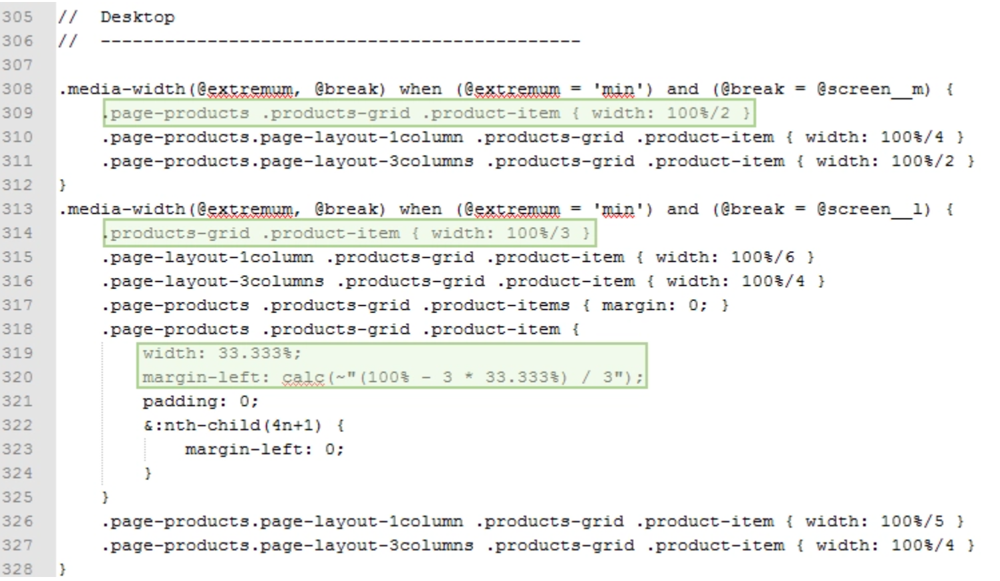 305 //  Desktop
306 //  ---------------------------------------------
307
308 .media-width(@extremum, @break) when (@extremum = 'min') and (@break = @screen__m) {
309     .page-products .products-grid .product-item { width: 100%/2 }
310     .page-products.page-layout-1column .products-grid .product-item { width: 100%/4 }
311     .page-products.page-layout-3columns .products-grid .product-item { width: 100%/2 }
312 }
313 .media-width(@extremum, @break) when (@extremum = 'min') and (@break = @screen__l) {
314     .products-grid .product-item { width: 100%/3 }
315     .page-layout-1column .products-grid .product-item { width: 100%/6 }
316     .page-layout-3columns .products-grid .product-item { width: 100%/4 }
317     .page-products .products-grid .product-items { margin: 0; }
318     .page-products .products-grid .product-item {
319         width: 33.333%;
320         margin-left: calc(~"(100% - 3 * 33.333%) / 3");
321         padding: 0;
322         &:nth-child(4n+1) {
323             margin-left: 0;
324         }
325     }
326     .page-products.page-layout-1column .products-grid .product-item { width: 100%/5 }
327     .page-products.page-layout-3columns .products-grid .product-item { width: 100%/4 }
328 }